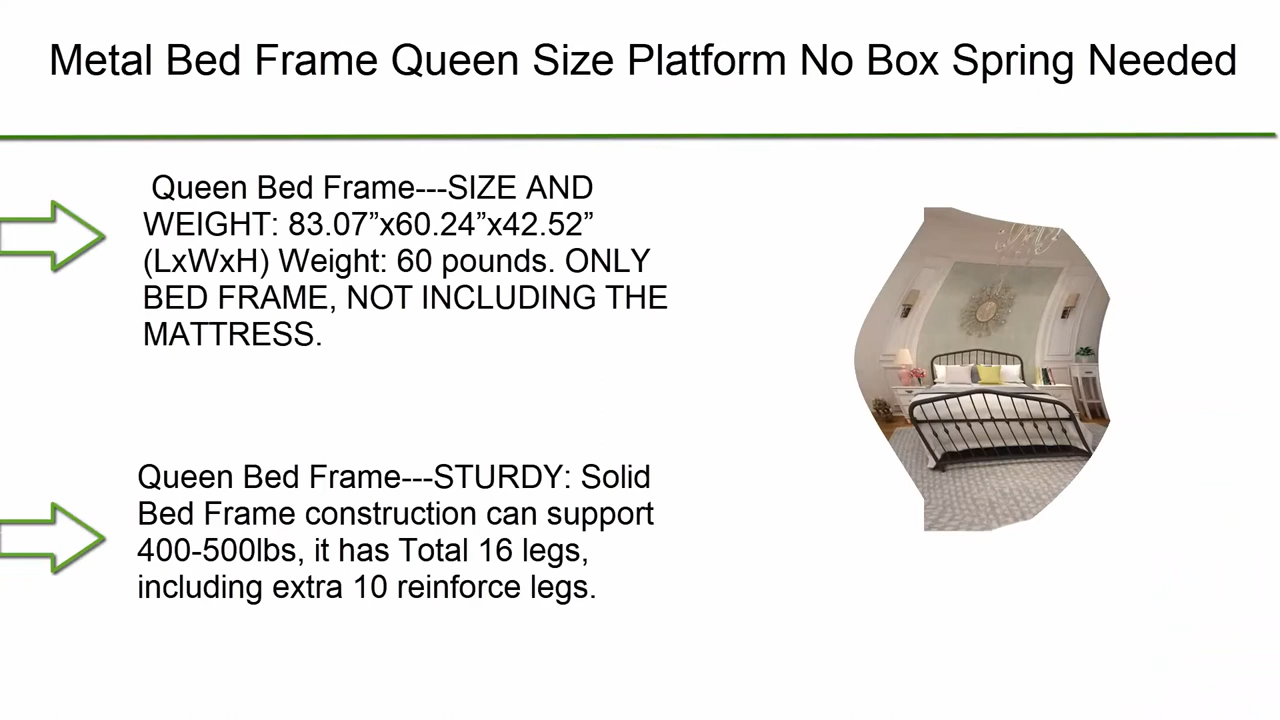 Metal Bed Frame Queen Size Platform No Box Spring Needed
Queen Bed Frame---SIZE AND
WEIGHT: 83.07”x60.24”x42.52”
(LxWxH) Weight: 60 pounds. ONLY
BED FRAME, NOT INCLUDING THE
MATTRESS.
Queen Bed Frame---STURDY: Solid
Bed Frame construction can support
400-500lbs, it has Total 16 legs,
including extra 10 reinforce legs.